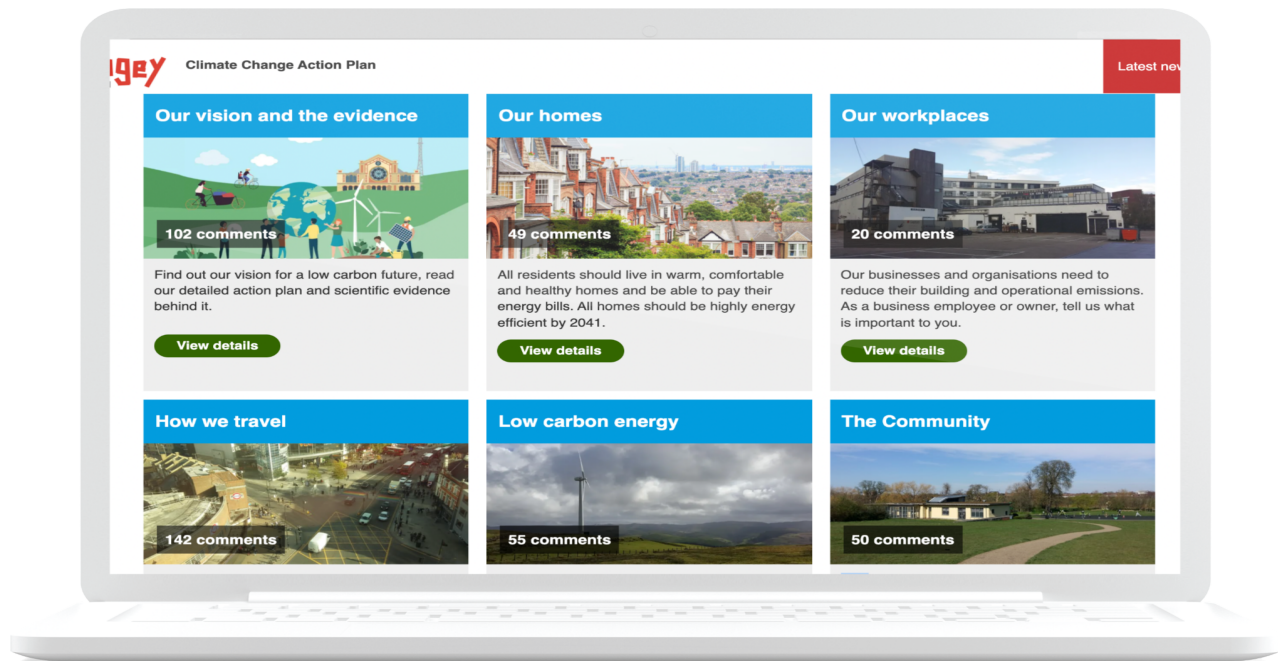 gey
Climate Change Action Plan
Latest new
Our vision and the evidence
102 comments
Find out our vision for a low carbon future, read
our detailed action plan and scientific evidence
behind it.
View details
Our homes
49 comments
All residents should live in warm, comfortable
and healthy homes and be able to pay their
energy bills. All homes should be highly energy
efficient by 2041.
View details
Our workplaces
20 comments
Our businesses and organisations need to
reduce their building and operational emissions.
As a business employee or owner, tell us what
is important to you.
View details
How we travel
142 comments
Low carbon energy
55 comments
The Community
50 comments